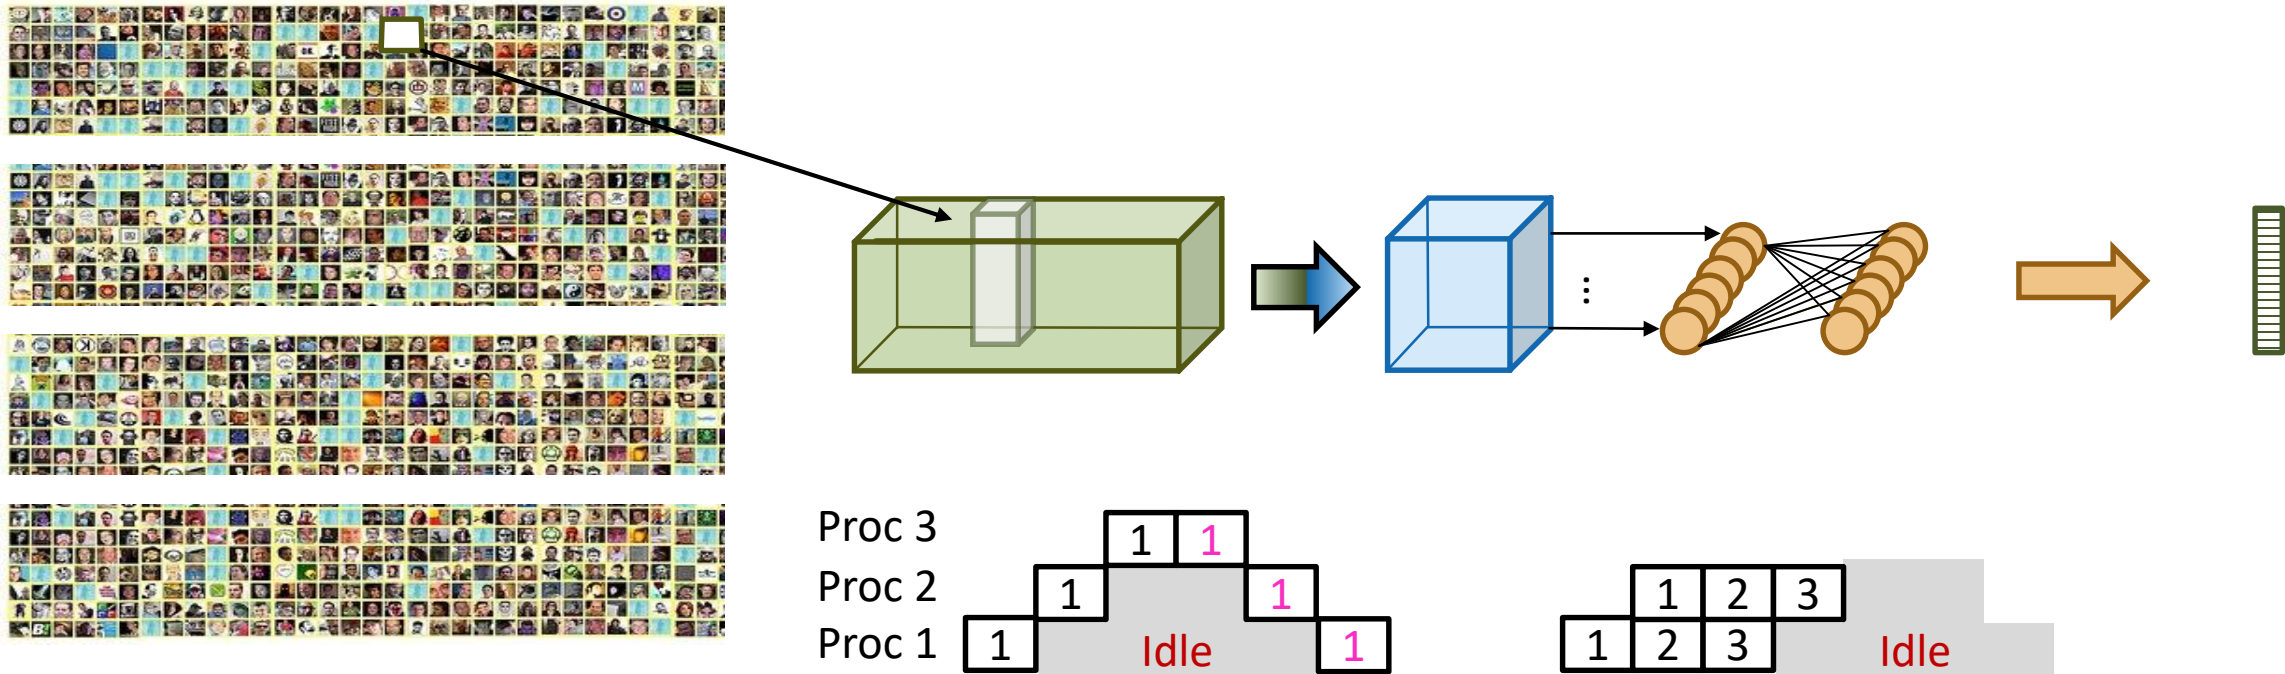 ⋮
Proc 3
1 1
Proc 2
1 1
1 2 3
Proc 1
1 Idle 1
1 2 3 Idle